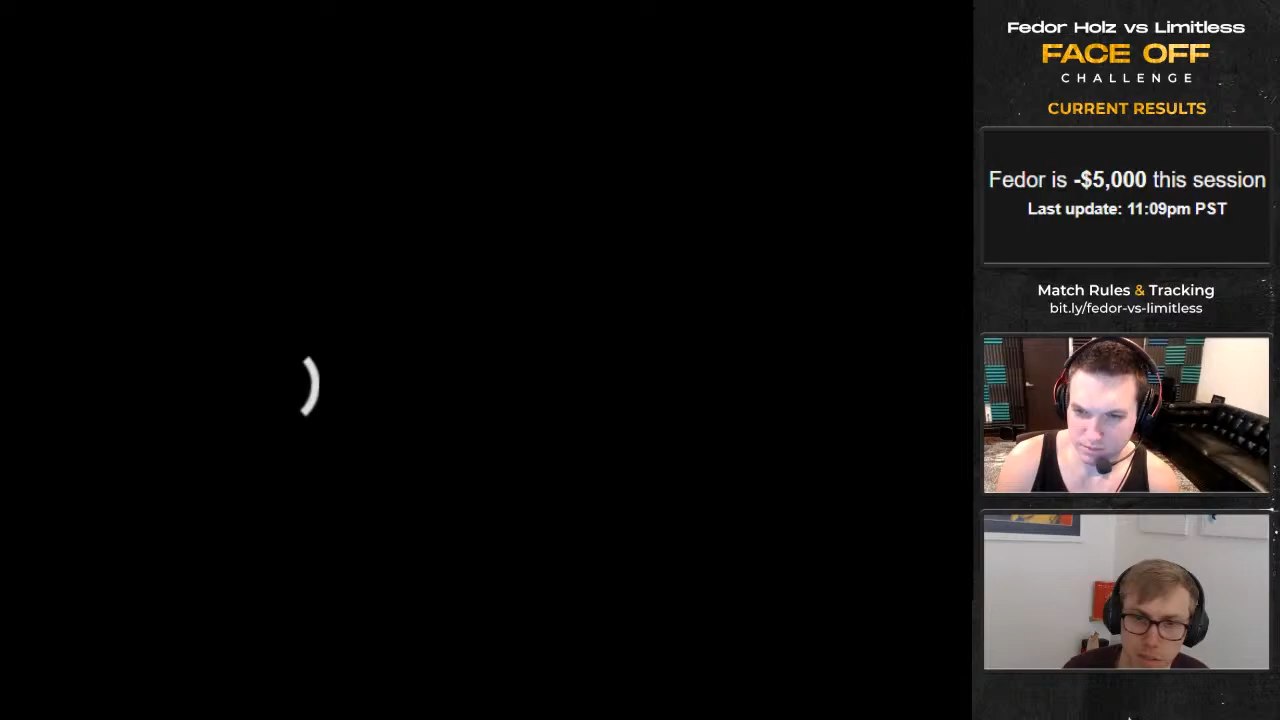 Fedor Holz vs Limitless
FACE OFF
CHALLENGE
CURRENT RESULTS
Fedor is -$5,000 this session
Last update: 11:09pm PST
Match Rules & Tracking
bit.ly/fedor-vs-limitless